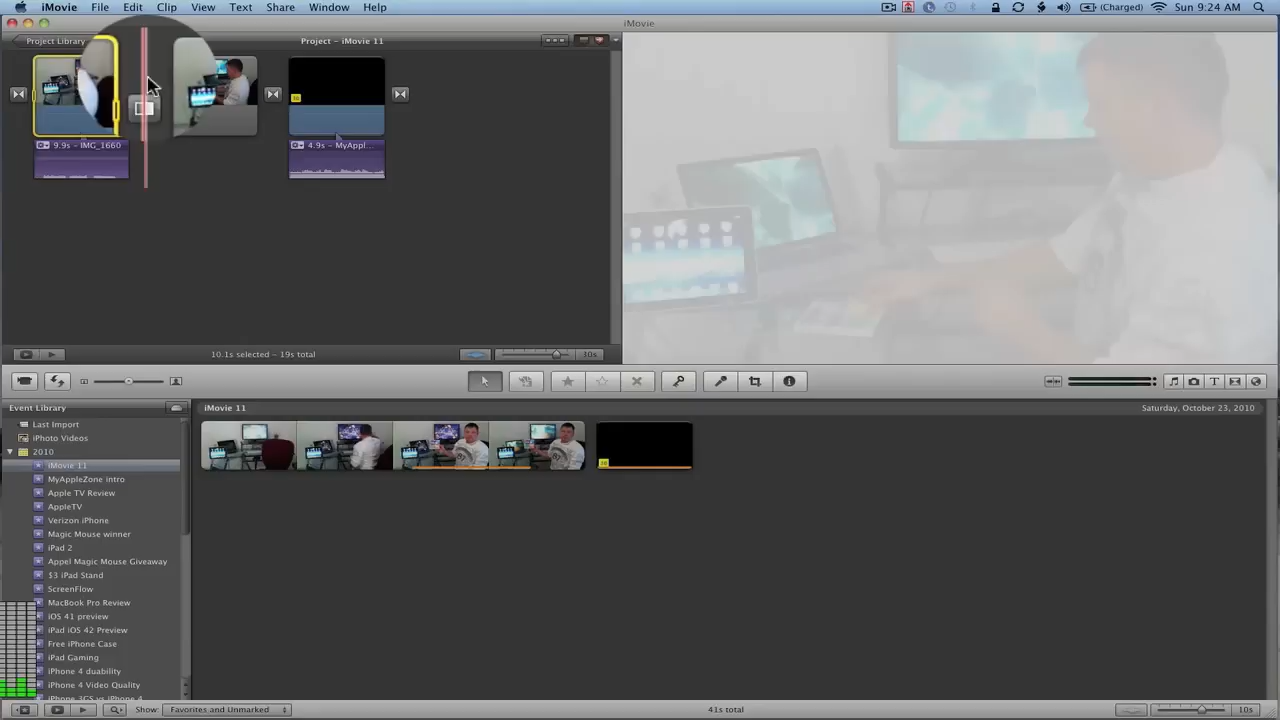 iMovie File Edit Clip View Text Share Window Help (Charged) Sun 9:24 AM
iMovie
Project Library Project - iMovie 11
9.9s - IMG_1660 4.9s - MyAppl...
10.1s selected - 19s total 30s
Event Library iMovie 11 Saturday, October 23, 2010
Last Import
iPhoto Videos
2010
iMovie 11
MyAppleZone intro
Apple TV Review
AppleTV
Verizon iPhone
Magic Mouse winner
iPad 2
Appel Magic Mouse Giveaway
$3 iPad Stand
ScreenFlow
MacBook Pro Review
iOS 41 preview
iPad iOS 42 Preview
Free iPhone Case
iPad Gaming
iPhone 4 duability
iPhone 4 Video Quality
iPhone 3GS vs iPhone 4
Show: Favorites and Unmarked 41s total 10s